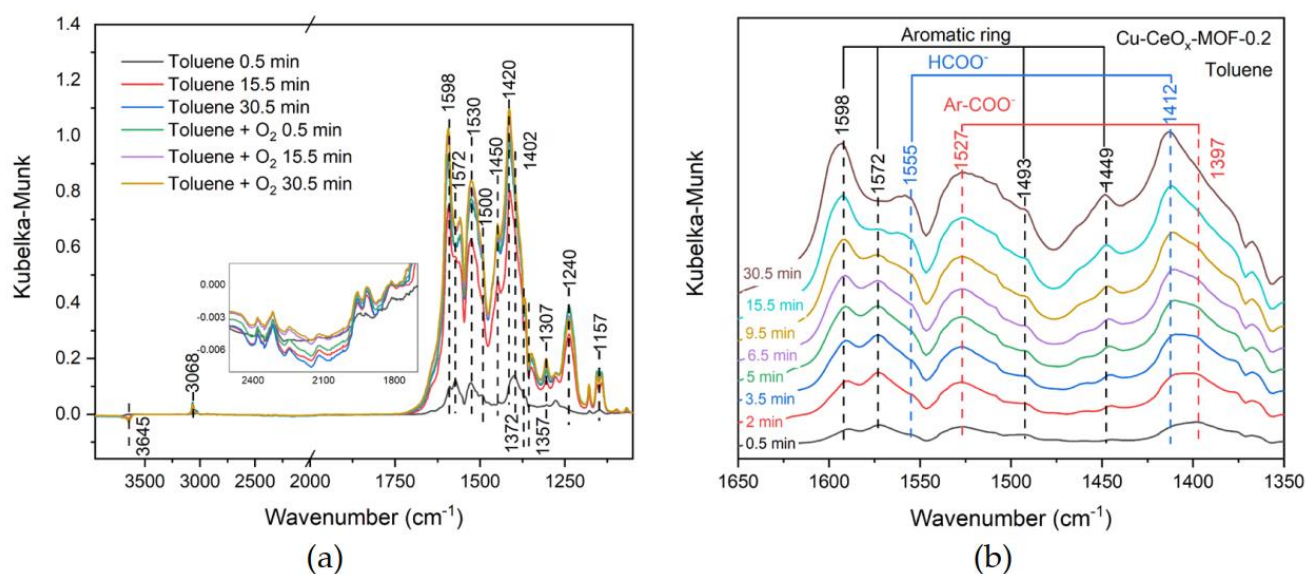 1.4
1.2
1.0
0.8
0.6
0.4
0.2
0.0
Kubelka-Munk
Toluene 0.5 min
Toluene 15.5 min
Toluene 30.5 min
Toluene + O₂ 0.5 min
Toluene + O₂ 15.5 min
Toluene + O₂ 30.5 min
3645
3068
1598
1572
1530
1500
1450
1420
1402
1372
1357
1307
1240
1157
0.000
-0.003
-0.006
2400 2100 1800
3500 3000 2500 2000 1500 1250
Wavenumber (cm⁻¹)
(a)
Kubelka-Munk
Aromatic ring
Cu-CeOₓ-MOF-0.2
HCOO⁻
Toluene
Ar-COO⁻
1598
1572
1555
1527
1493
1449
1412
1397
30.5 min
15.5 min
9.5 min
6.5 min
5 min
3.5 min
2 min
0.5 min
1650 1600 1550 1500 1450 1400 1350
Wavenumber (cm⁻¹)
(b)